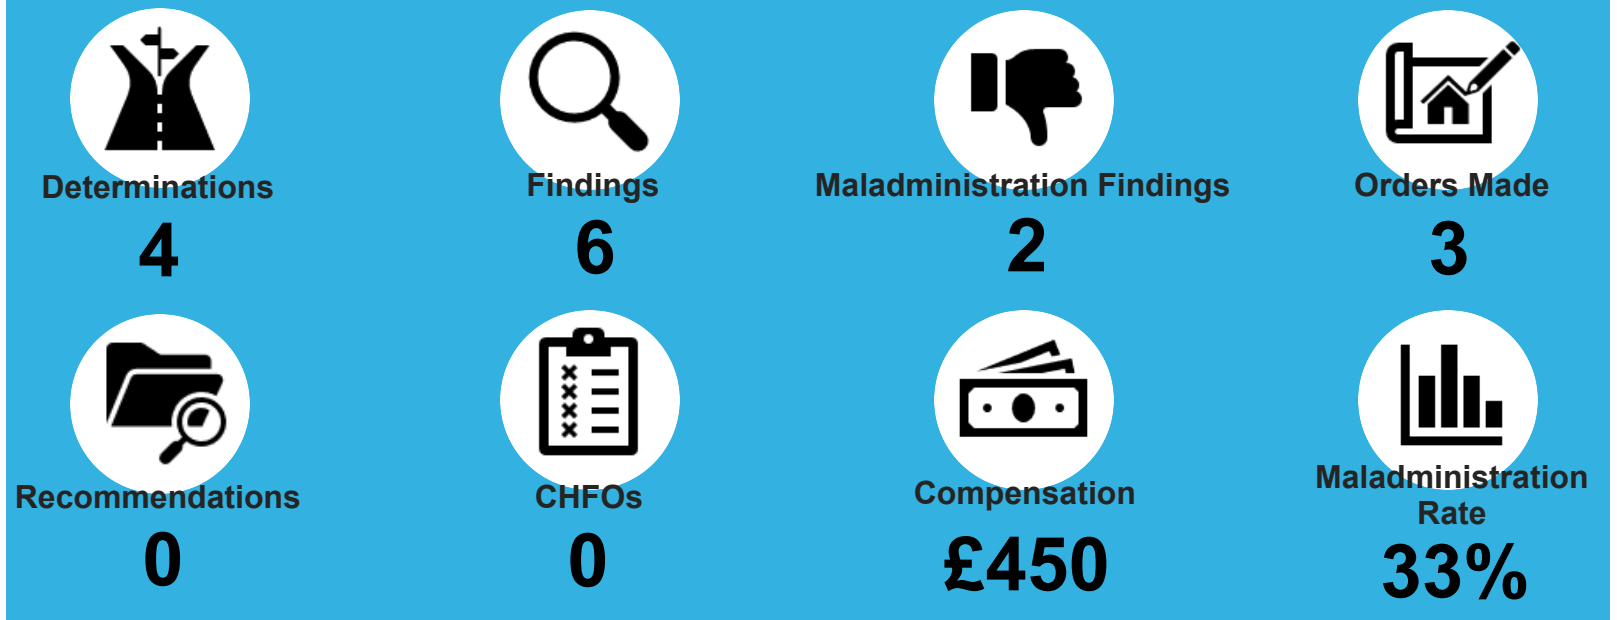 Determinations
4
Findings
6
Maladministration Findings
2
Orders Made
3
Recommendations
0
CHFOs
0
Compensation
£450
Maladministration
Rate
33%